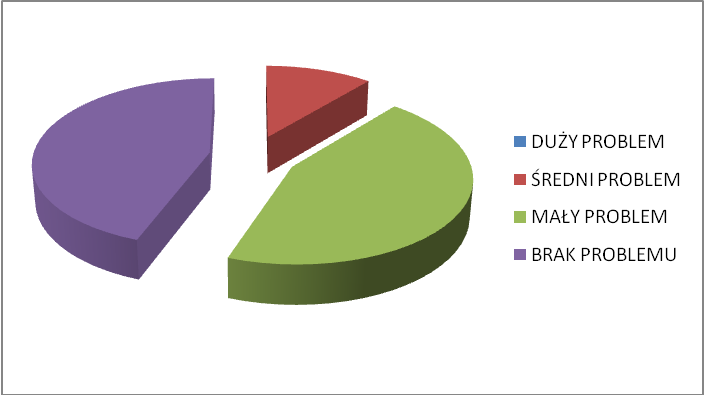 DUŻY PROBLEM
ŚREDNI PROBLEM
MAŁY PROBLEM
BRAK PROBLEMU